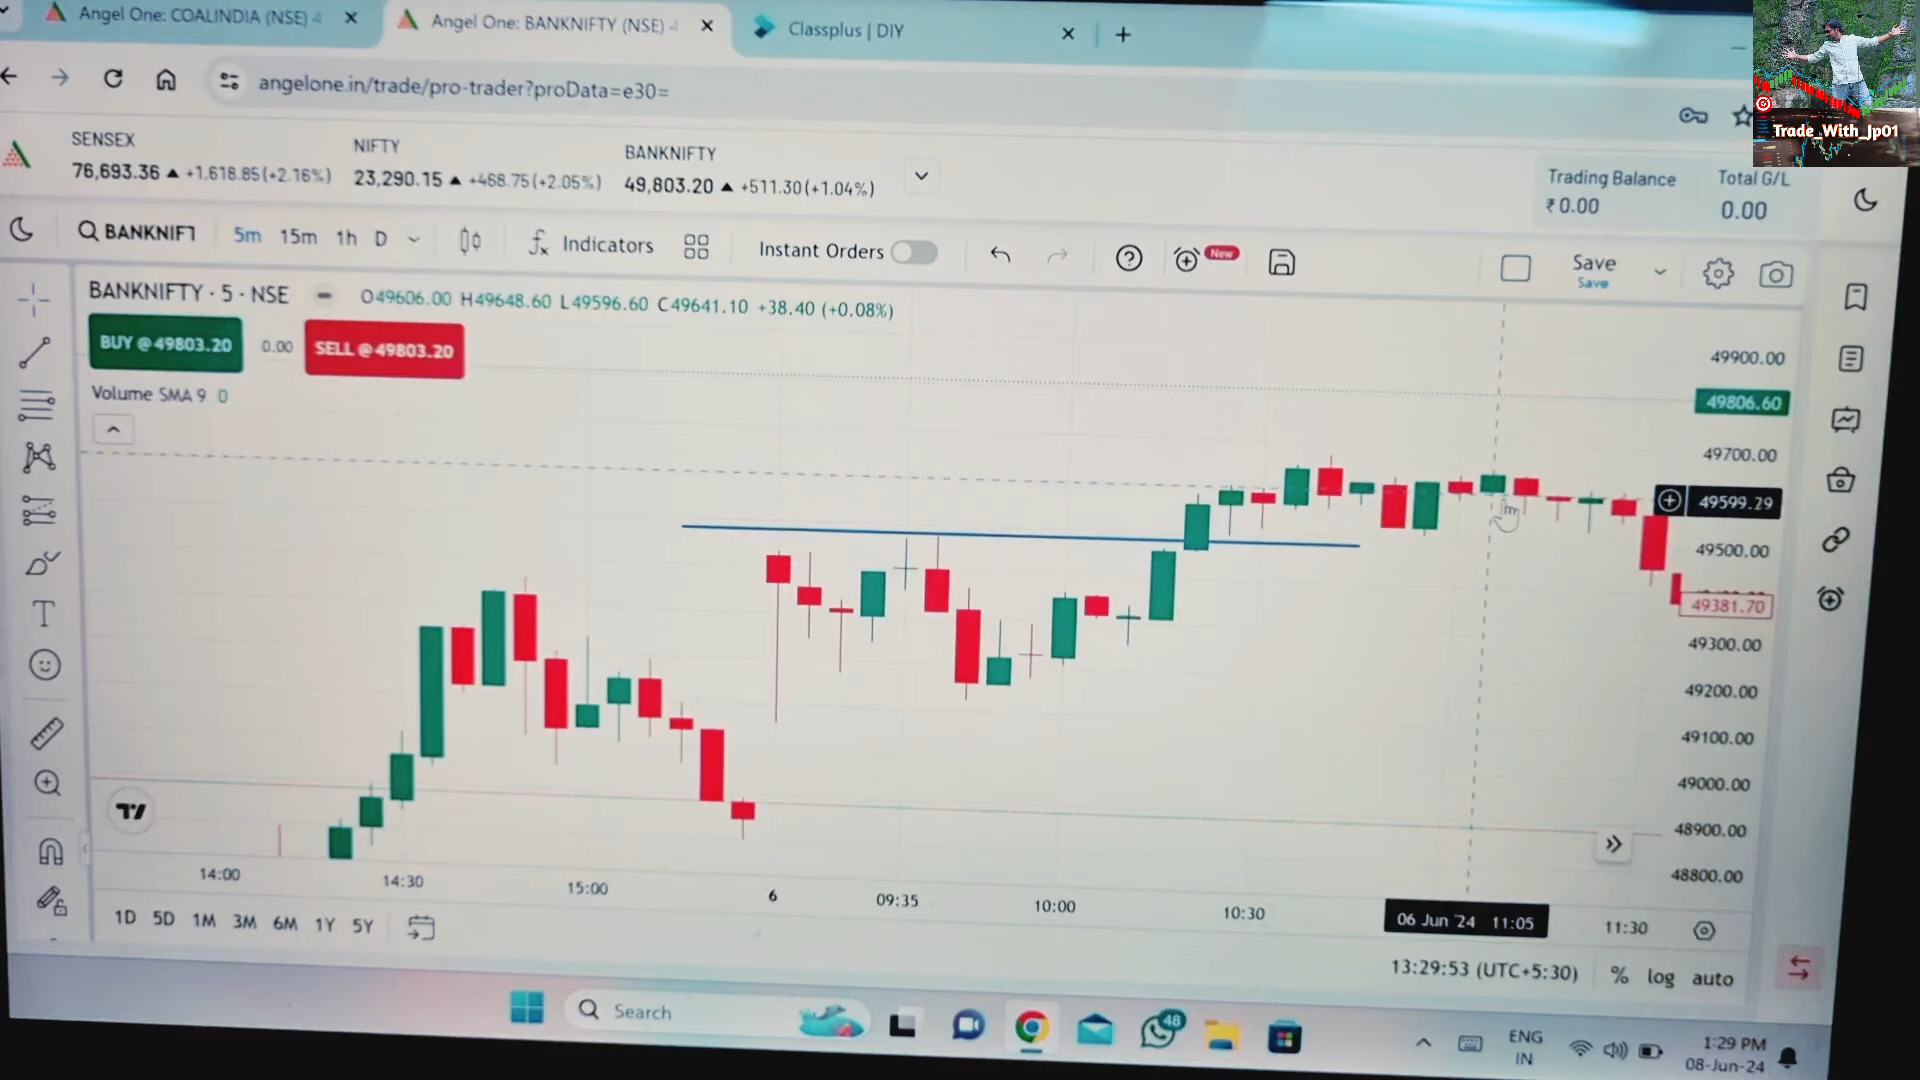 Angel One: COALINDIA (NSE) 4
Angel One: BANKNIFTY (NSE) 4
Classplus | DIY
angelone.in/trade/pro-trader?proData=e30=
Trade_With_Jp01
SENSEX
76,693.36 ▲ +1,618.85(+2.16%)
NIFTY
23,290.15 ▲ +468.75(+2.05%)
BANKNIFTY
49,803.20 ▲ +511.30(+1.04%)
Trading Balance
₹0.00
Total G/L
0.00
BANKNIFT
5m 15m 1h D
Indicators
Instant Orders
New
Save
Save
BANKNIFTY · 5 · NSE
O49606.00 H49648.60 L49596.60 C49641.10 +38.40 (+0.08%)
BUY @49803.20
0.00
SELL @49803.20
Volume SMA 9 0
49900.00
49806.60
49700.00
49599.29
49500.00
49381.70
49300.00
49200.00
49100.00
49000.00
48900.00
48800.00
14:00 14:30 15:00 6 09:35 10:00 10:30 06 Jun '24 11:05 11:30
1D 5D 1M 3M 6M 1Y 5Y
13:29:53 (UTC+5:30) % log auto
Search
48
ENG
IN
1:29 PM
08-Jun-24